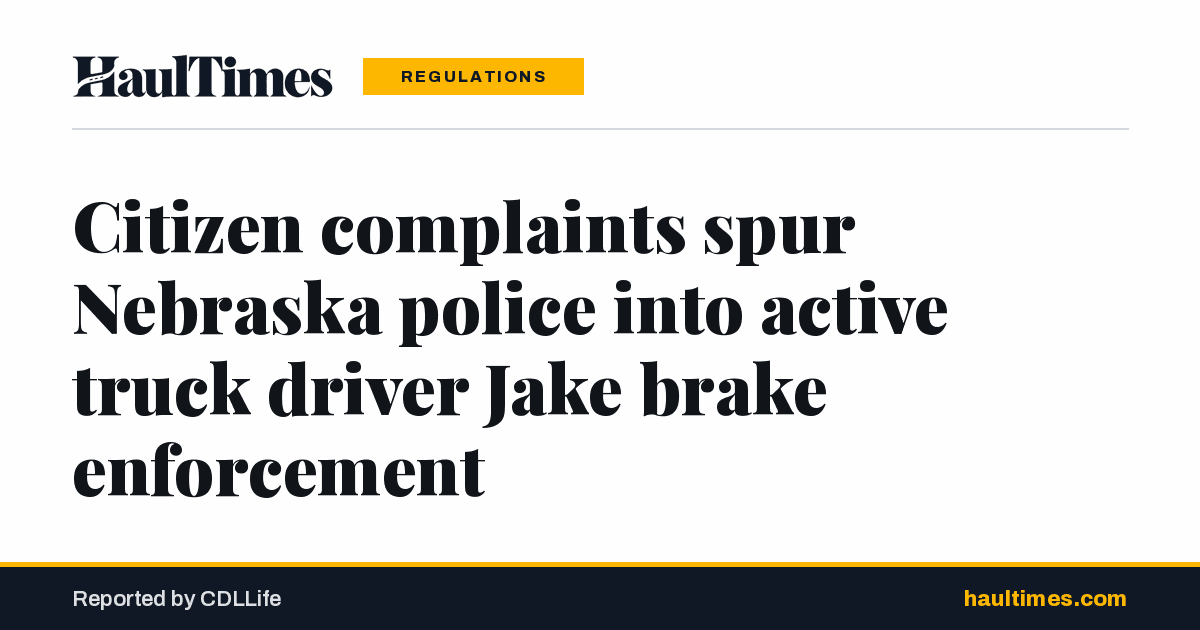 HaulTimes
REGULATIONS
Citizen complaints spur
Nebraska police into active
truck driver Jake brake
enforcement
Reported by CDLLife
haultimes.com